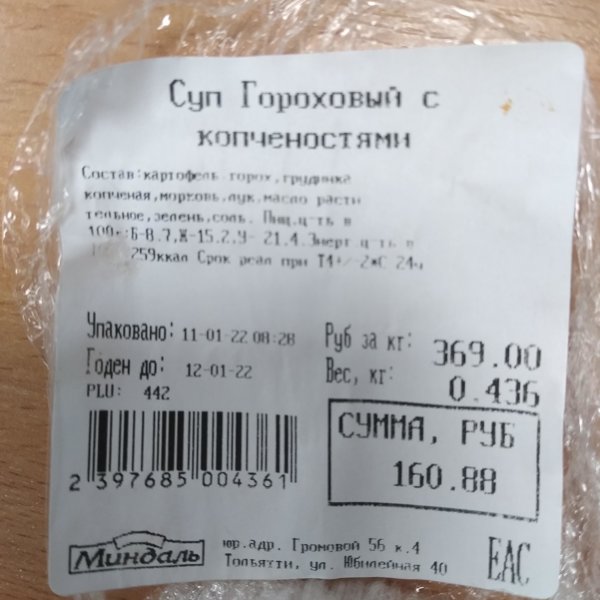 Суп Гороховый с
копченостями
Состав:картофель горох,грудинка
копченая,морковь,лук,масло расти
тельное,зелень,соль. Пищ.ц-ть в
100г:Б-8.7,Ж-15.2,У- 21.4.Энерг ц-ть в
259ккал Срок реал при Т4+/-2*С 24ч
Упаковано: 11-01-22 08:28
Годен до: 12-01-22
PLU: 442
Руб за кг: 369.00
Вес, кг: 0.436
СУММА, РУБ
160.88
2 397685 004361
Миндаль
юр.адр. Громовой 56 к.4
Тольятти, ул. Юбилейная 40
ЕАС